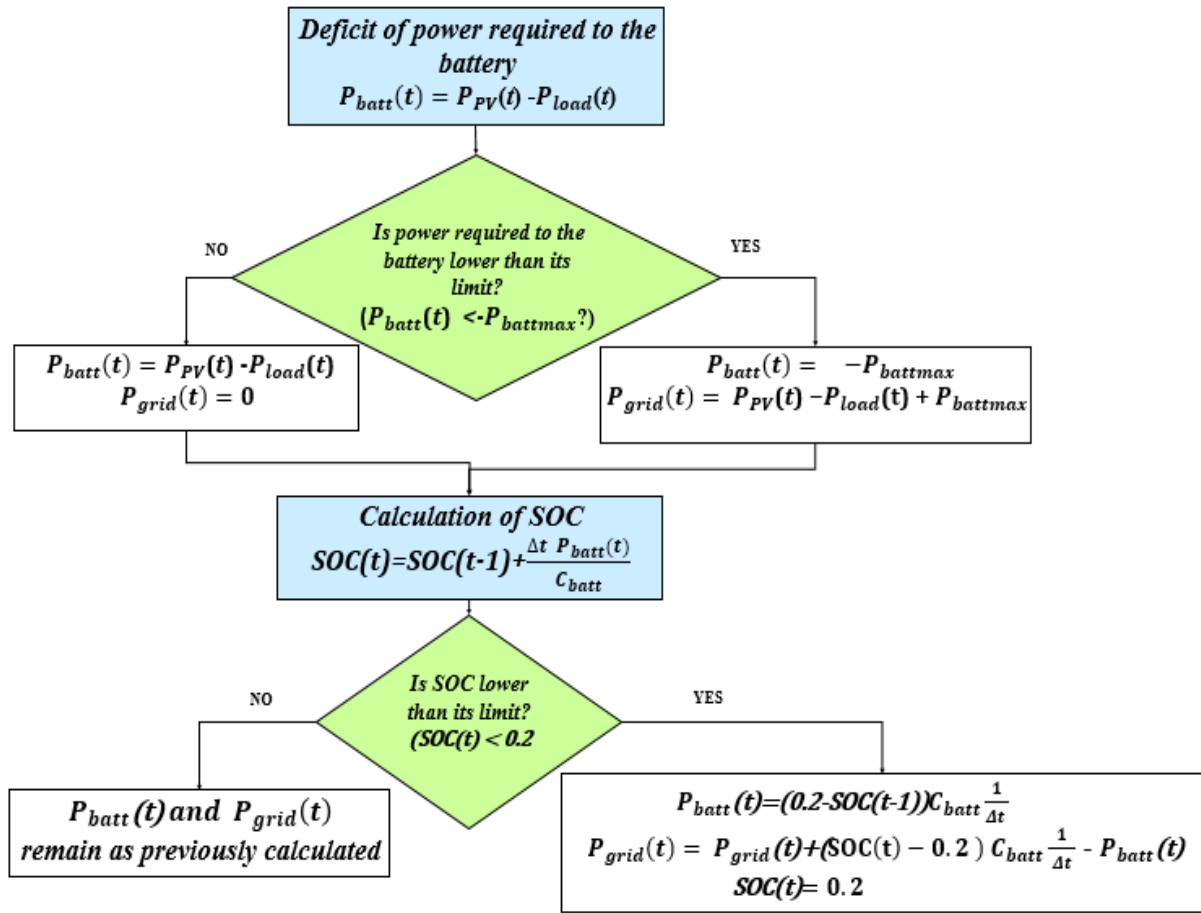 Deficit of power required to the
battery
P_batt(t) = P_PV(t) -P_load(t)
Is power required to the
battery lower than its
limit?
(P_batt(t) <-P_battmax?)
NO
YES
P_batt(t) = P_PV(t) -P_load(t)
P_grid(t) = 0
P_batt(t) = −P_battmax
P_grid(t) = P_PV(t) −P_load(t) + P_battmax
Calculation of SOC
SOC(t)=SOC(t-1)+\frac{Δt P_batt(t)}{C_batt}
Is SOC lower
than its limit?
(SOC(t) < 0.2
NO
YES
P_batt(t) and P_grid(t)
remain as previously calculated
P_batt(t)=(0.2-SOC(t-1))C_batt \frac{1}{Δt}
P_grid(t) = P_grid(t)+(SOC(t) − 0.2 ) C_batt \frac{1}{Δt} - P_batt(t)
SOC(t)= 0.2